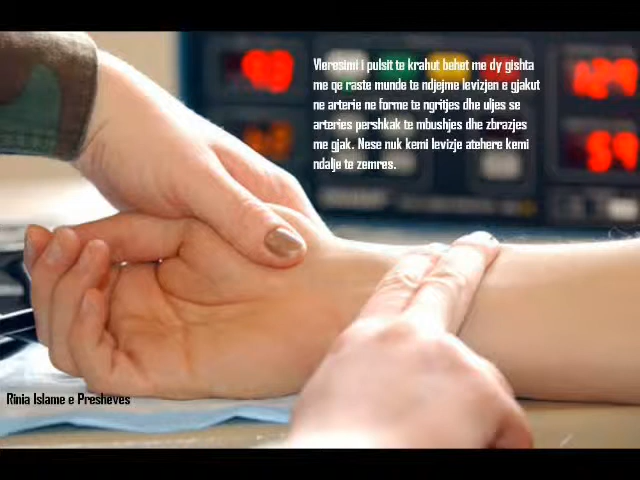 Vleresimi i pulsit te krahut behet me dy gishta
me qe raste munde te ndjejme levizjen e gjakut
ne arterie ne forme te ngritjes dhe uljes se
arteries pershkak te mbushjes dhe zbrazjes
me gjak. Nese nuk kemi levizje atehere kemi
ndalje te zemres.
Rinia Islame e Presheves